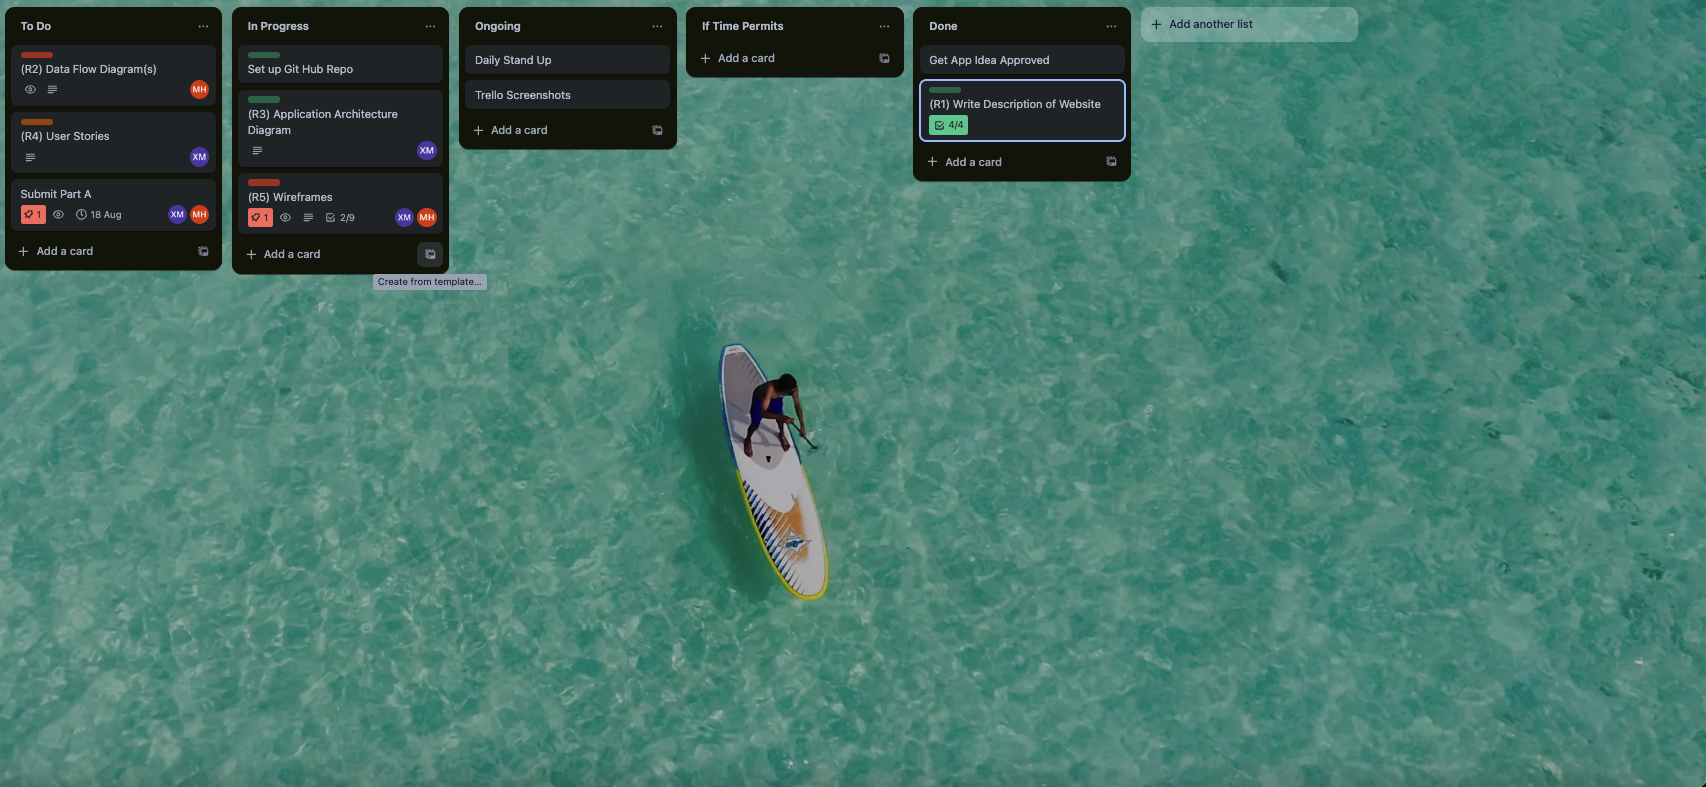 To Do
(R2) Data Flow Diagram(s)
MH
(R4) User Stories
XM
Submit Part A
1
18 Aug
XM
MH
Add a card
In Progress
Set up Git Hub Repo
(R3) Application Architecture
Diagram
XM
(R5) Wireframes
1
2/9
XM
MH
Add a card
Create from template...
Ongoing
Daily Stand Up
Trello Screenshots
Add a card
If Time Permits
Add a card
Done
Get App Idea Approved
(R1) Write Description of Website
4/4
Add a card
Add another list